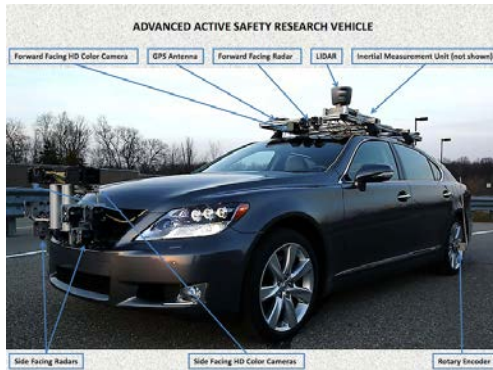 ADVANCED ACTIVE SAFETY RESEARCH VEHICLE
Forward Facing HD Color Camera
GPS Antenna
Forward Facing Radar
LIDAR
Inertial Measurement Unit (not shown)
Side Facing Radars
Side Facing HD Color Cameras
Rotary Encoder